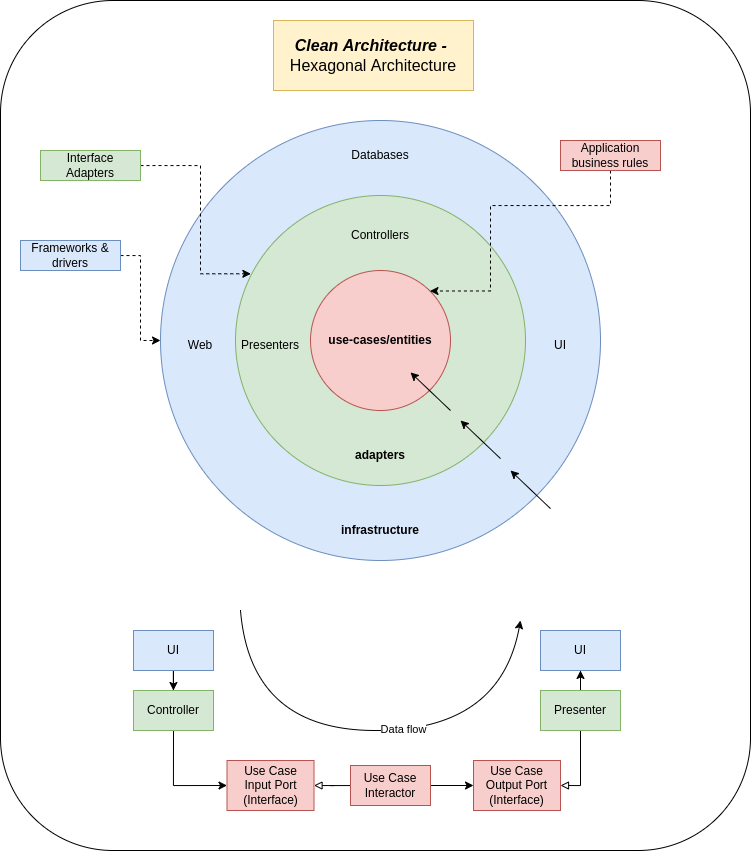 Clean Architecture -
Hexagonal Architecture
Databases
Interface
Adapters
Application
business rules
Controllers
Frameworks &
drivers
Web
Presenters
use-cases/entities
UI
adapters
infrastructure
UI
UI
Controller
Presenter
Data flow
Use Case
Input Port
(Interface)
Use Case
Interactor
Use Case
Output Port
(Interface)